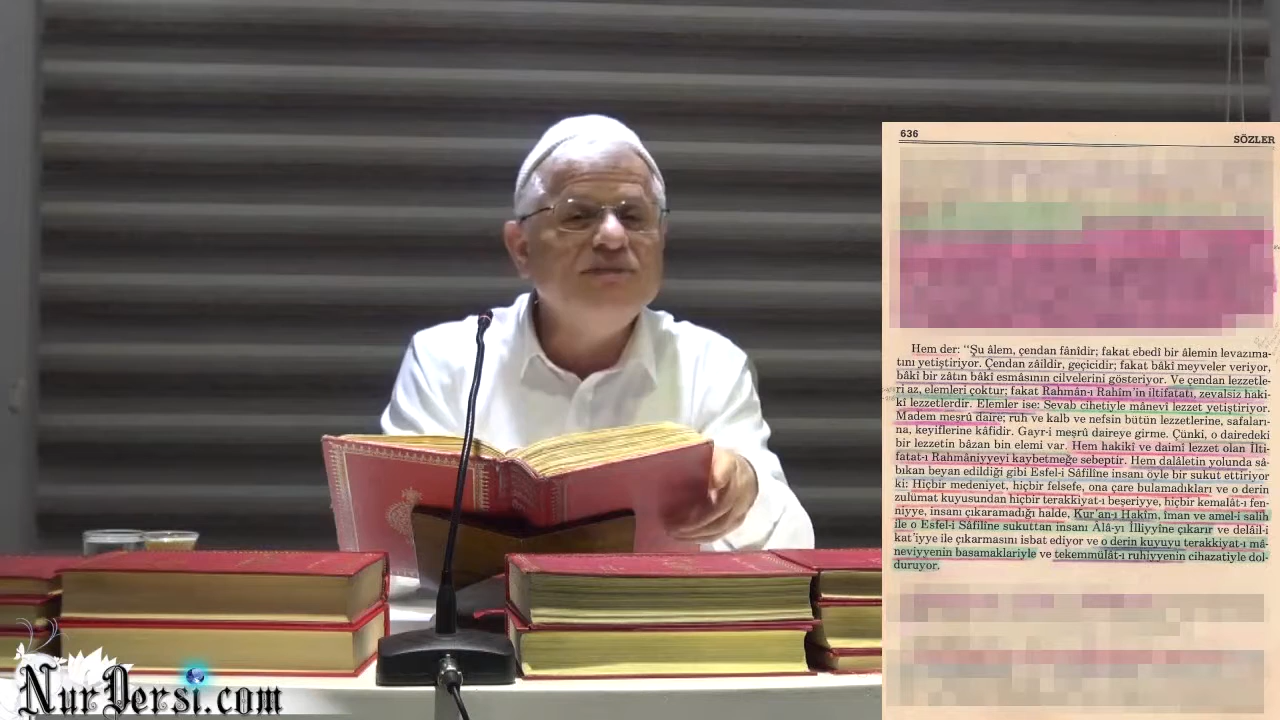 636
SÖZLER
Hem der: "Şu âlem, çendan fânîdir; fakat ebedî bir âlemin levazıma-
tını yetiştiriyor. Çendan zâildir, geçicidir; fakat bâki meyveler veriyor,
bâkî bir zâtın bâkî esmâsının cilvelerini gösteriyor. Ve çendan lezzetle-
ri az, elemleri çoktur; fakat Rahmân-ı Rahîm'in iltifatatı, zevalsiz haki-
kî lezzetlerdir. Elemler ise: Sevab cihetiyle mânevî lezzet yetiştiriyor.
Madem meşrû daire; ruh ve kalb ve nefsin bütün lezzetlerine, safaları-
na, keyiflerine kâfidir. Gayr-i meşrû daireye girme. Çünki, o dairedeki
bir lezzetin bâzan bin elemi var. Hem hakikî ve daimî lezzet olan İlti-
fatat-ı Rahmâniyyeyi kaybetmeğe sebeptir. Hem dalâletin yolunda sâ-
bıkan beyan edildiği gibi Esfel-i Sâfilîne insanı öyle bir sukut ettiriyor
ki: Hiçbir medeniyet, hiçbir felsefe, ona çare bulamadıkları ve o derin
zulümat kuyusundan hiçbir terakkiyat-ı beşeriyye, hiçbir kemalât-ı fen-
niyye, insanı çıkaramadığı halde, Kur'an-ı Hakîm, iman ve amel-i salih
ile o Esfel-i Sâfilîne sukuttan insanı Âlâ-yı İlliyyîne çıkarır ve delâil-i
kat'iyye ile çıkarmasını isbat ediyor ve o derin kuyuyu terakkiyat-ı mâ-
neviyyenin basamaklariyle ve tekemmülât-ı ruhiyyenin cihazatiyle dol-
duruyor.
NurDersi.com